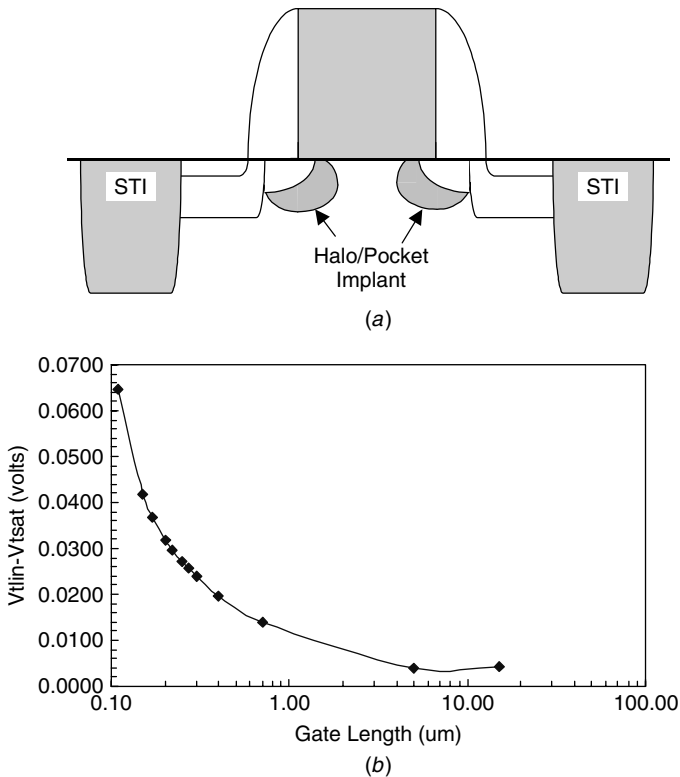 STI
STI
Halo/Pocket
Implant
(a)
0.0700
0.0600
0.0500
0.0400
0.0300
0.0200
0.0100
0.0000
Vtlin-Vtsat (volts)
0.10
1.00
10.00
100.00
Gate Length (um)
(b)